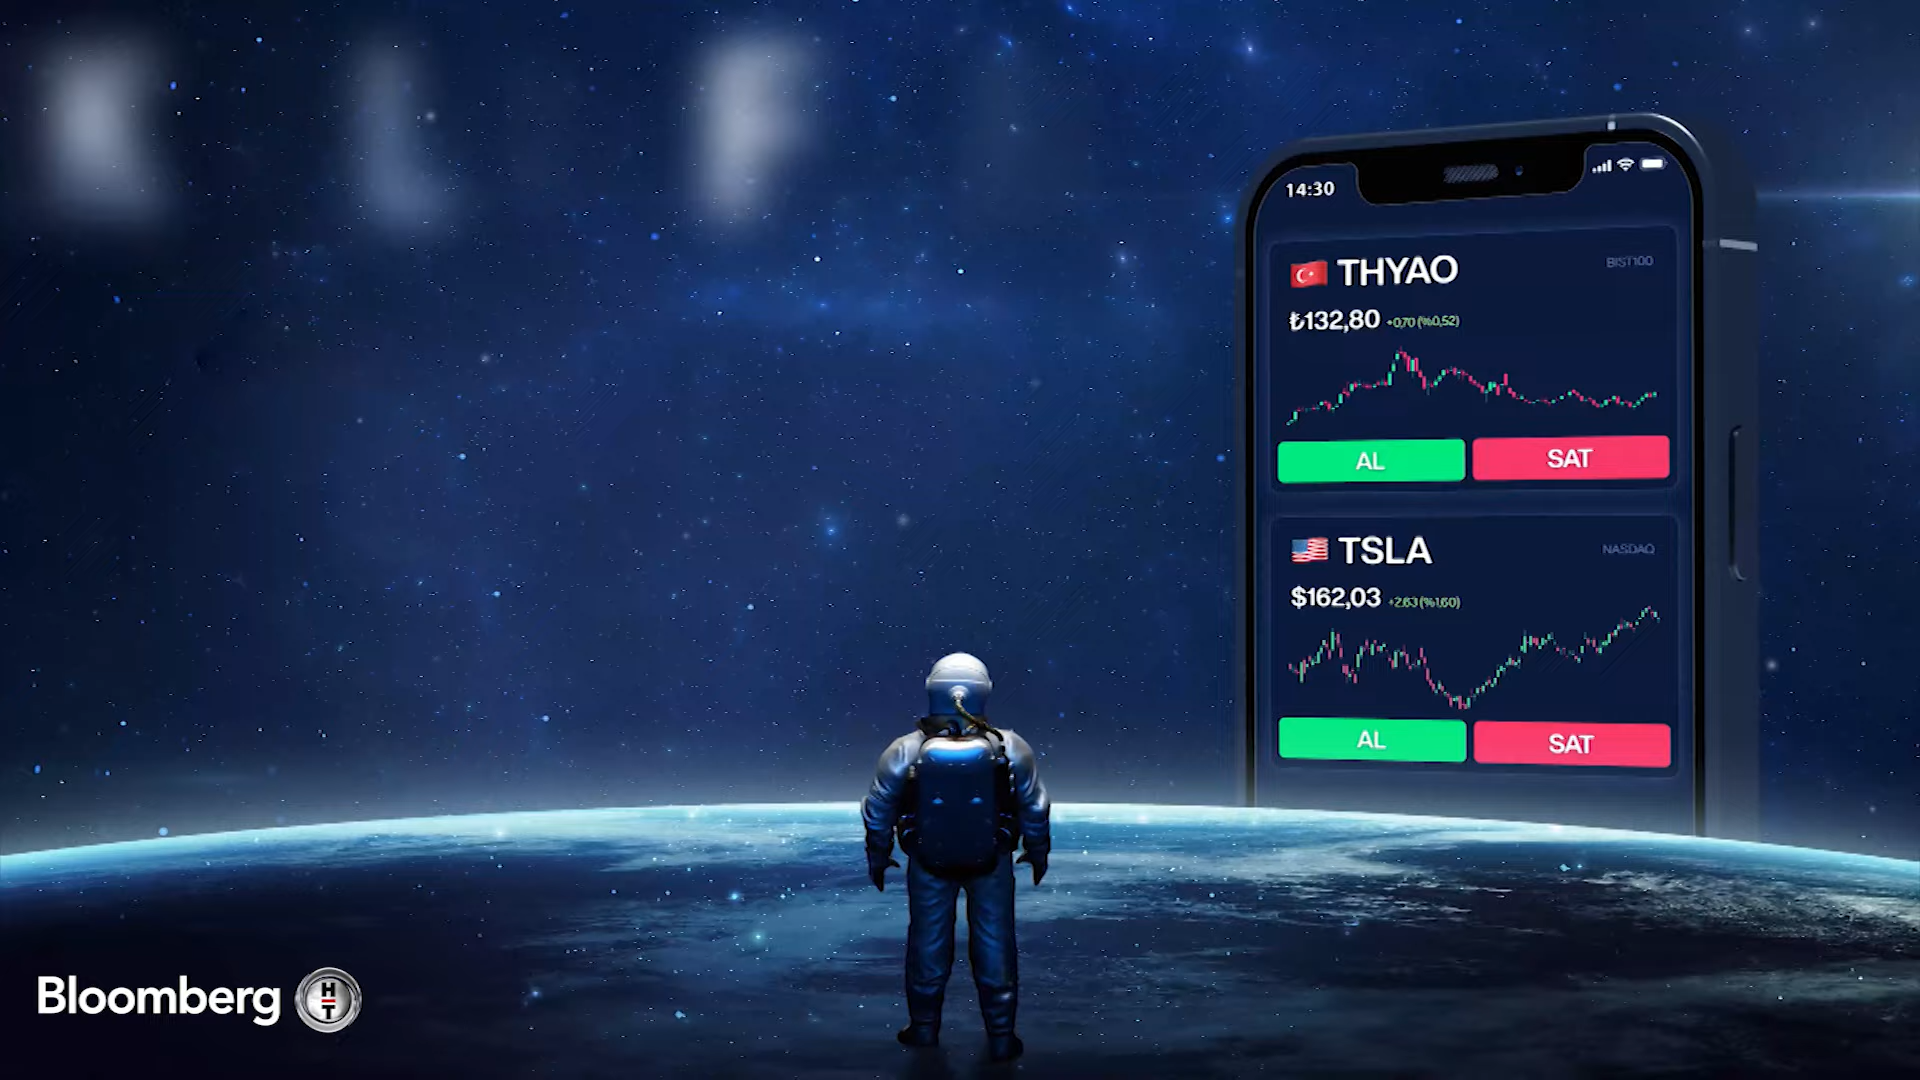 14:30
THYAO
BIST100
₺132,80 +0,70 (%0,52)
AL
SAT
TSLA
NASDAQ
$162,03 +2,63 (%1,60)
AL
SAT
Bloomberg HT